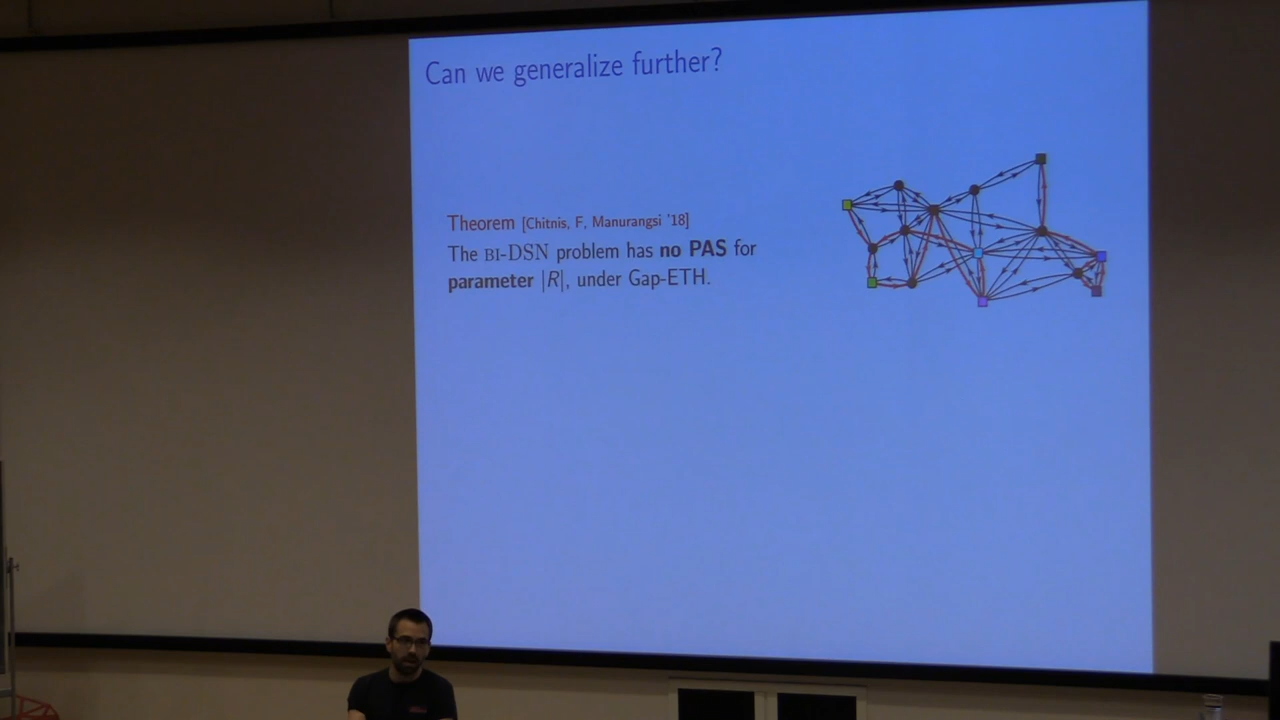 Can we generalize further?
Theorem [Chitnis, F, Manurangsi '18]
The BI-DSN problem has no PAS for
parameter |R|, under Gap-ETH.